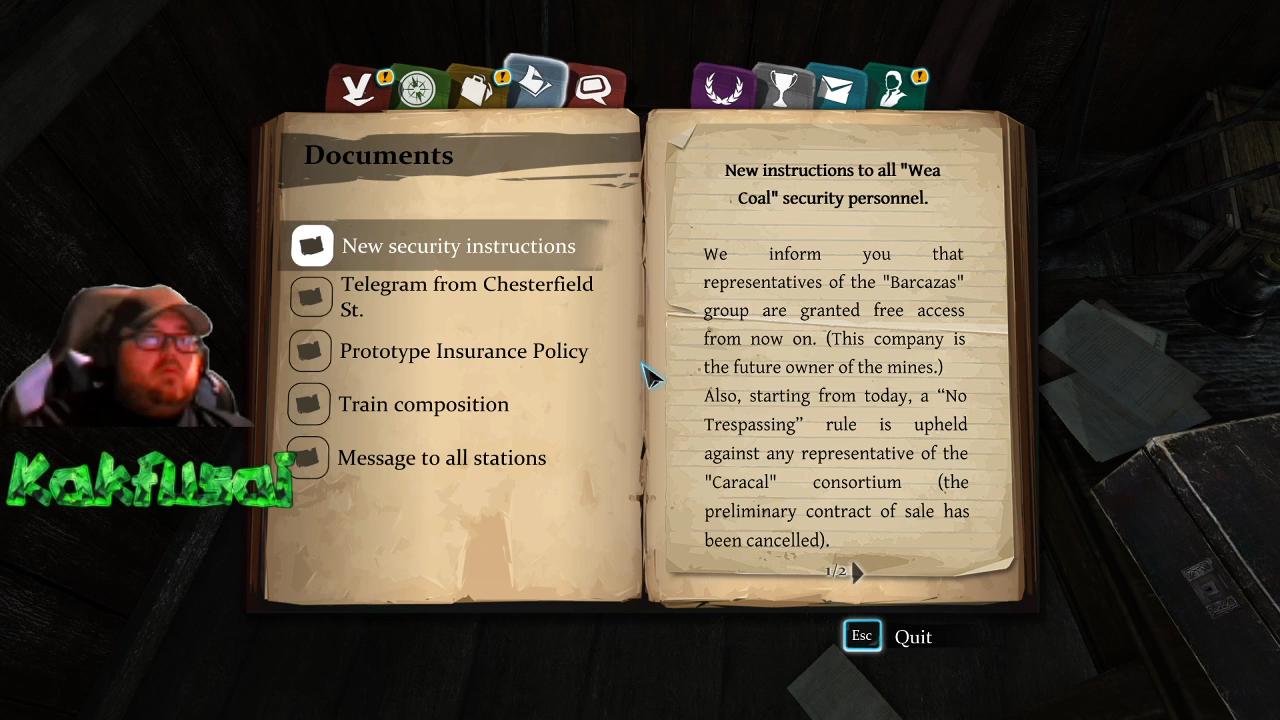 Documents
New security instructions
Telegram from Chesterfield
St.
Prototype Insurance Policy
Train composition
Message to all stations
New instructions to all "Wea
Coal" security personnel.
We inform you that
representatives of the "Barcazas"
group are granted free access
from now on. (This company is
the future owner of the mines.)
Also, starting from today, a “No
Trespassing” rule is upheld
against any representative of the
"Caracal" consortium (the
preliminary contract of sale has
been cancelled).
1/2
Esc Quit
Kakfusai